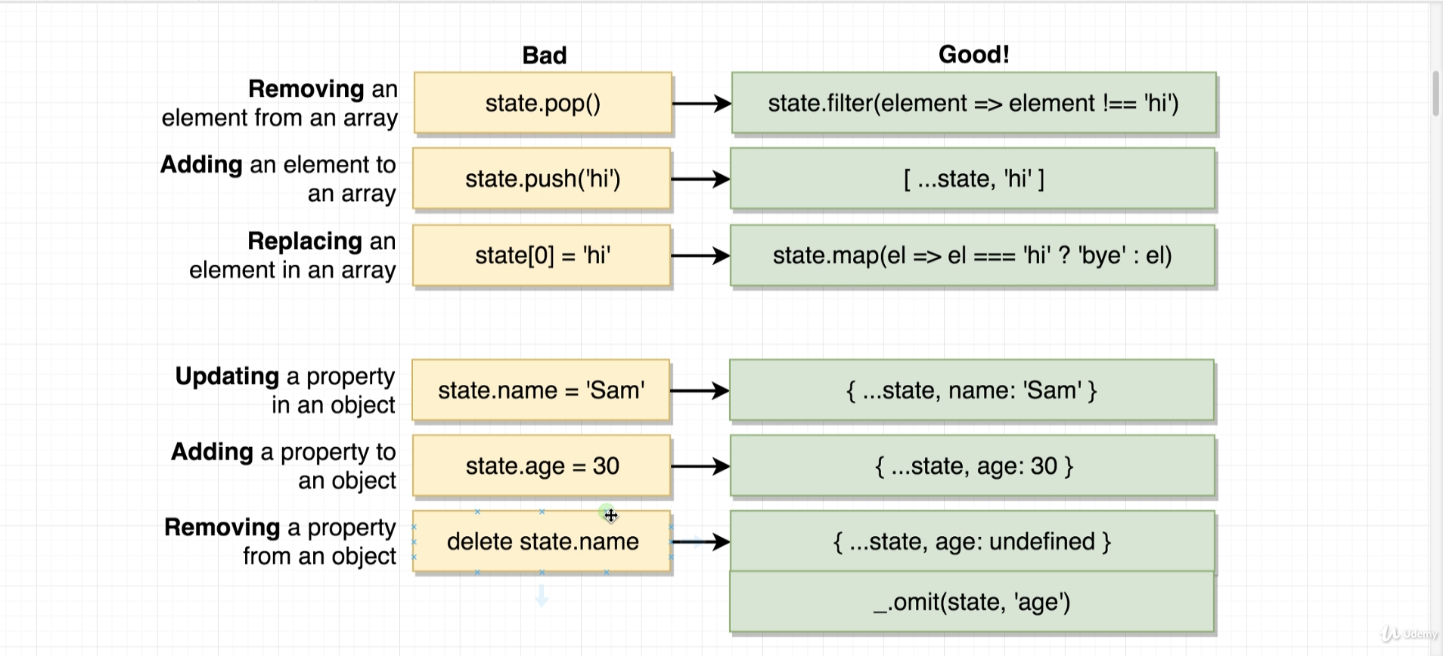 Bad
Good!
Removing an
element from an array
state.pop()
state.filter(element => element !== 'hi')
Adding an element to
an array
state.push('hi')
[ ...state, 'hi' ]
Replacing an
element in an array
state[0] = 'hi'
state.map(el => el === 'hi' ? 'bye' : el)
Updating a property
in an object
state.name = 'Sam'
{ ...state, name: 'Sam' }
Adding a property to
an object
state.age = 30
{ ...state, age: 30 }
Removing a property
from an object
delete state.name
{ ...state, age: undefined }
_.omit(state, 'age')
Udemy